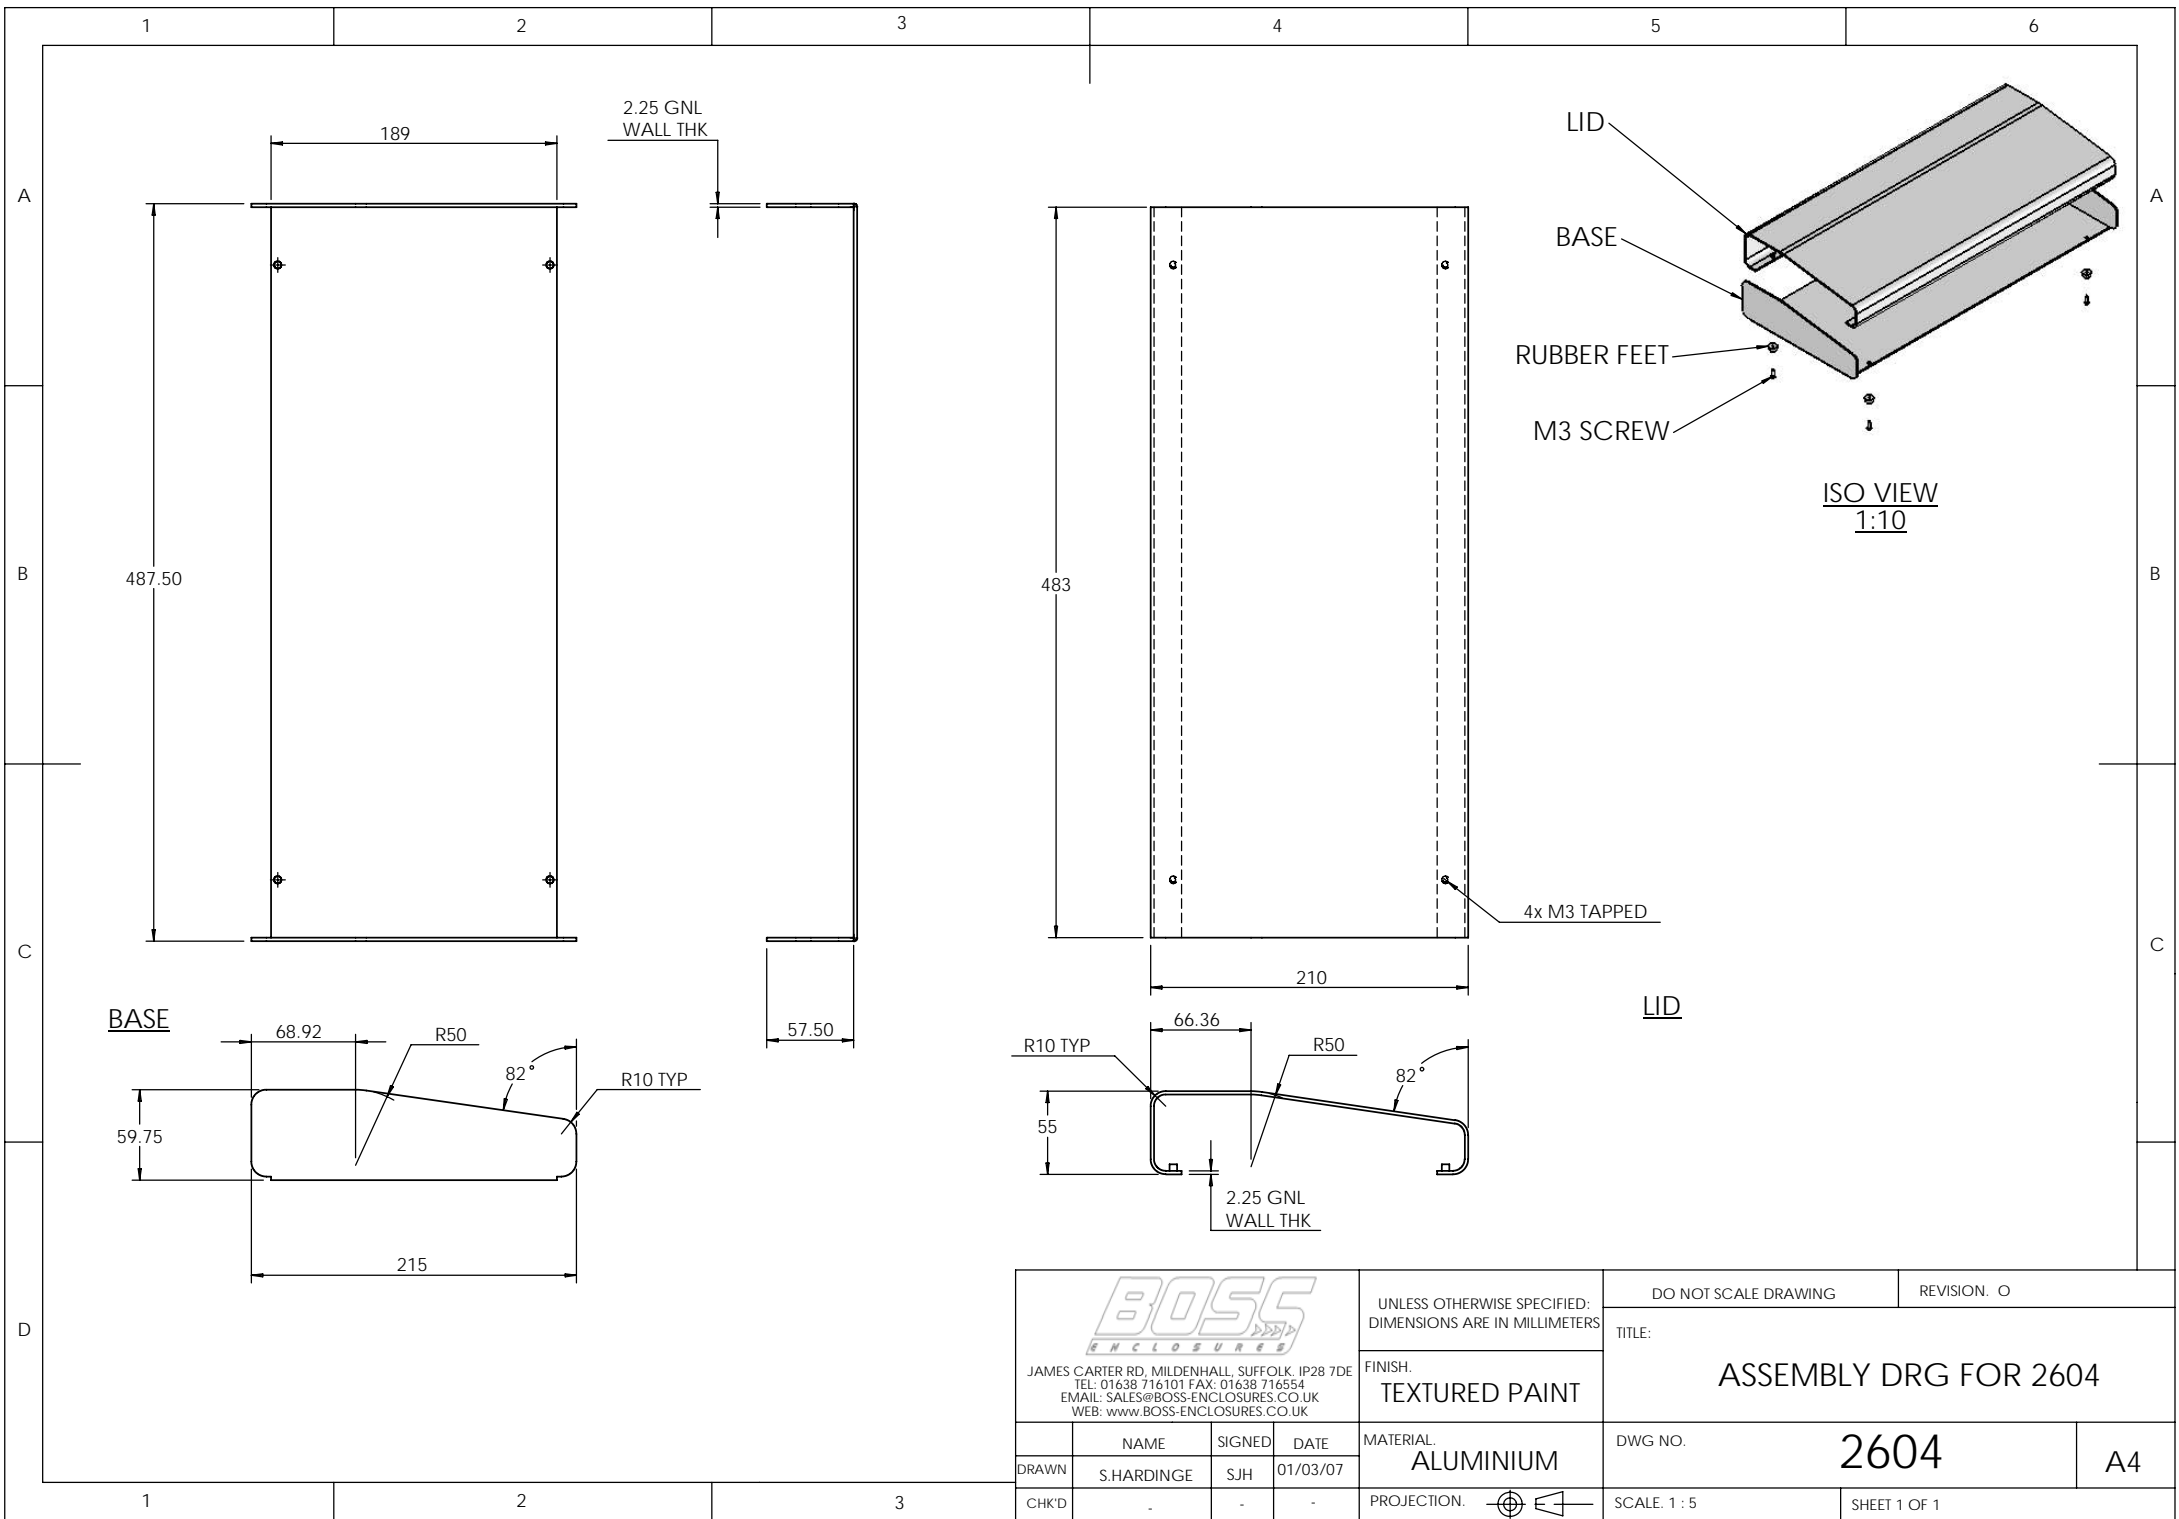 1 2 3 4 5 6
A A
B B
C C
D
1 2 3
189
2.25 GNL
WALL THK
487.50
57.50
BASE
68.92
R50
82°
R10 TYP
59.75
215
483
4x M3 TAPPED
210
LID
66.36
R10 TYP
R50
82°
55
2.25 GNL
WALL THK
LID
BASE
RUBBER FEET
M3 SCREW
ISO VIEW
1:10
BOSS
ENCLOSURES
JAMES CARTER RD, MILDENHALL, SUFFOLK. IP28 7DE
TEL: 01638 716101 FAX: 01638 716554
EMAIL: SALES@BOSS-ENCLOSURES.CO.UK
WEB: www.BOSS-ENCLOSURES.CO.UK
NAME SIGNED DATE
DRAWN S.HARDINGE SJH 01/03/07
CHK'D - - -
UNLESS OTHERWISE SPECIFIED:
DIMENSIONS ARE IN MILLIMETERS
FINISH.
TEXTURED PAINT
MATERIAL.
ALUMINIUM
PROJECTION.
DO NOT SCALE DRAWING
REVISION. O
TITLE:
ASSEMBLY DRG FOR 2604
DWG NO.
2604
A4
SCALE. 1 : 5
SHEET 1 OF 1